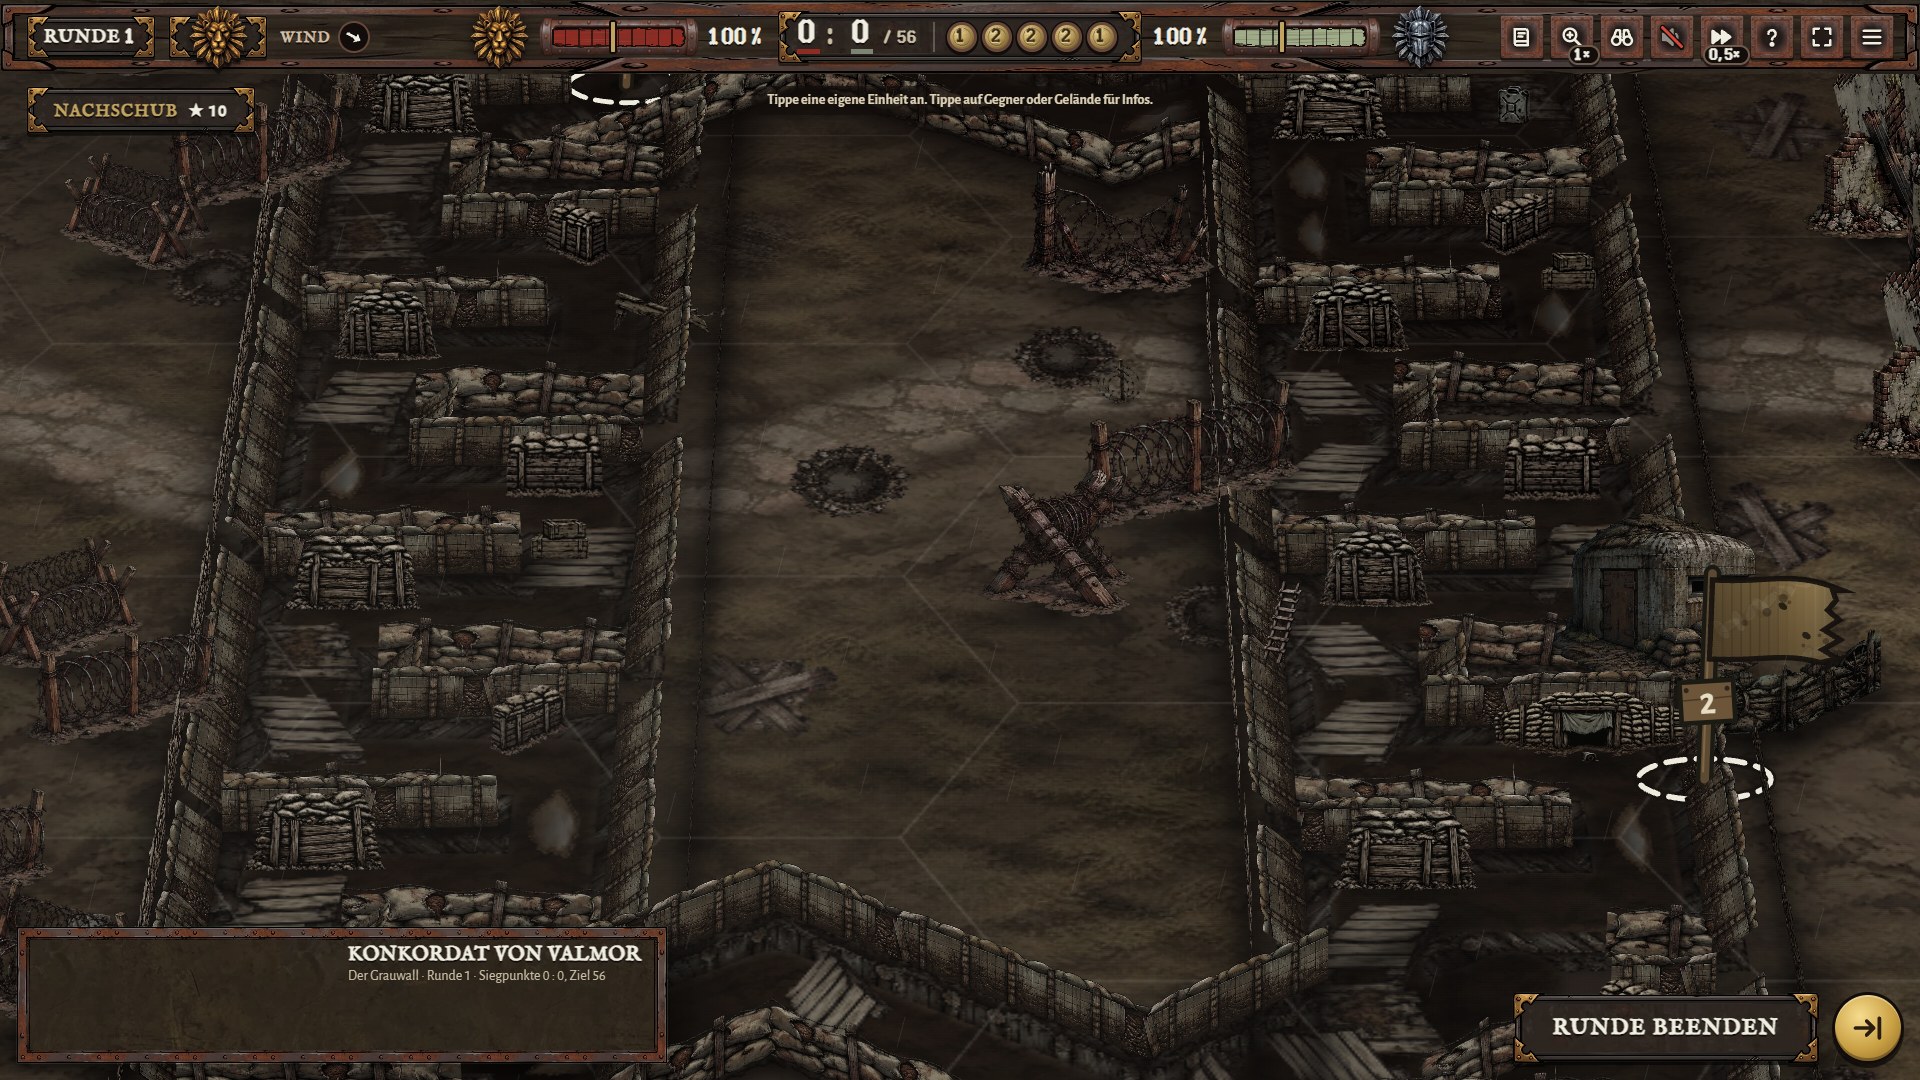 RUNDE 1
WIND
100 %
0 : 0 / 56
1 2 2 2 1
100 %
1×
0,5×
?
NACHSCHUB ★ 10
Tippe eine eigene Einheit an. Tippe auf Gegner oder Gelände für Infos.
2
KONKORDAT VON VALMOR
Der Grauwall · Runde 1 · Siegpunkte 0 : 0, Ziel 56
RUNDE BEENDEN